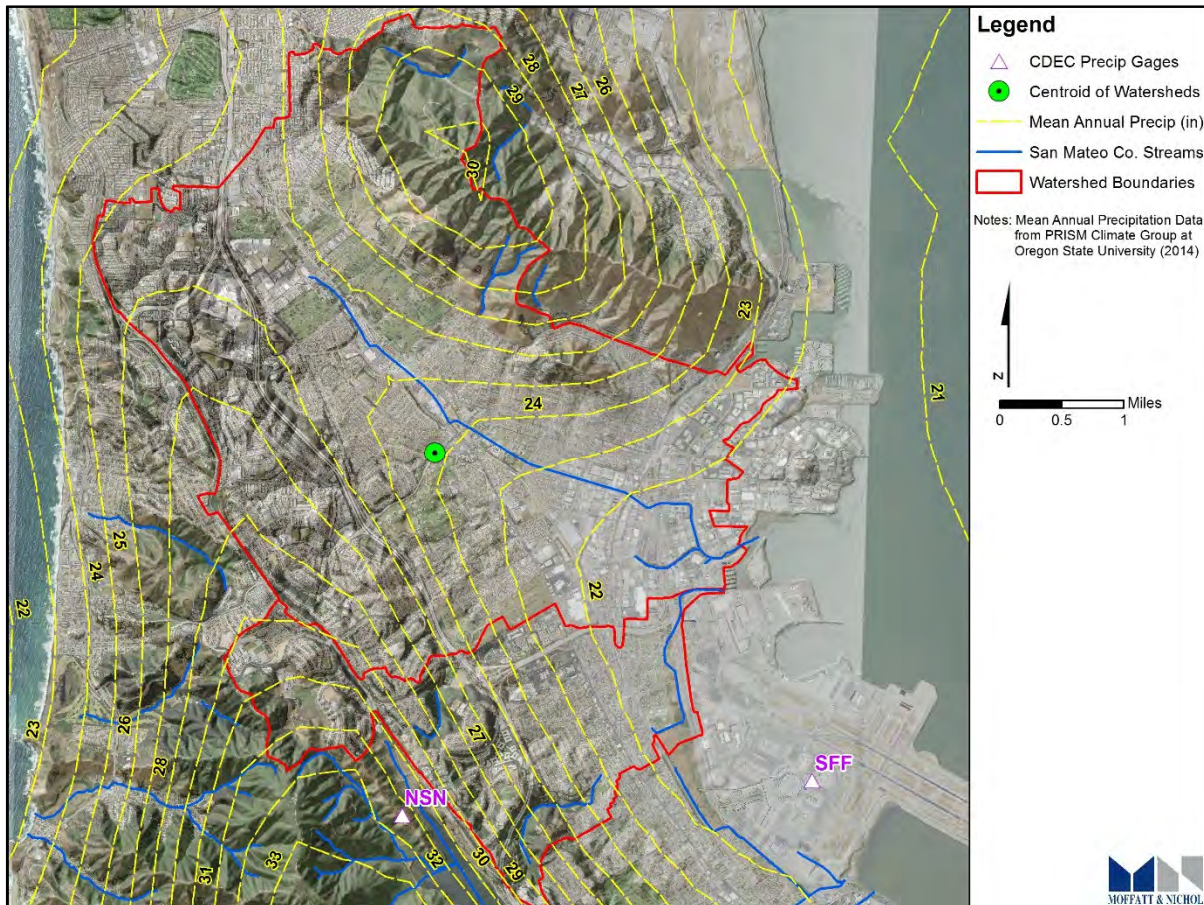 28
29
27
26
30
23
24
21
25
24
22
22
23
26
28
27
31
33
32
30
29
NSN
SFF
Legend
CDEC Precip Gages
Centroid of Watersheds
Mean Annual Precip (in)
San Mateo Co. Streams
Watershed Boundaries
Notes: Mean Annual Precipitation Data
from PRISM Climate Group at
Oregon State University (2014)
N
Miles
0 0.5 1
MOFFATT & NICHOL